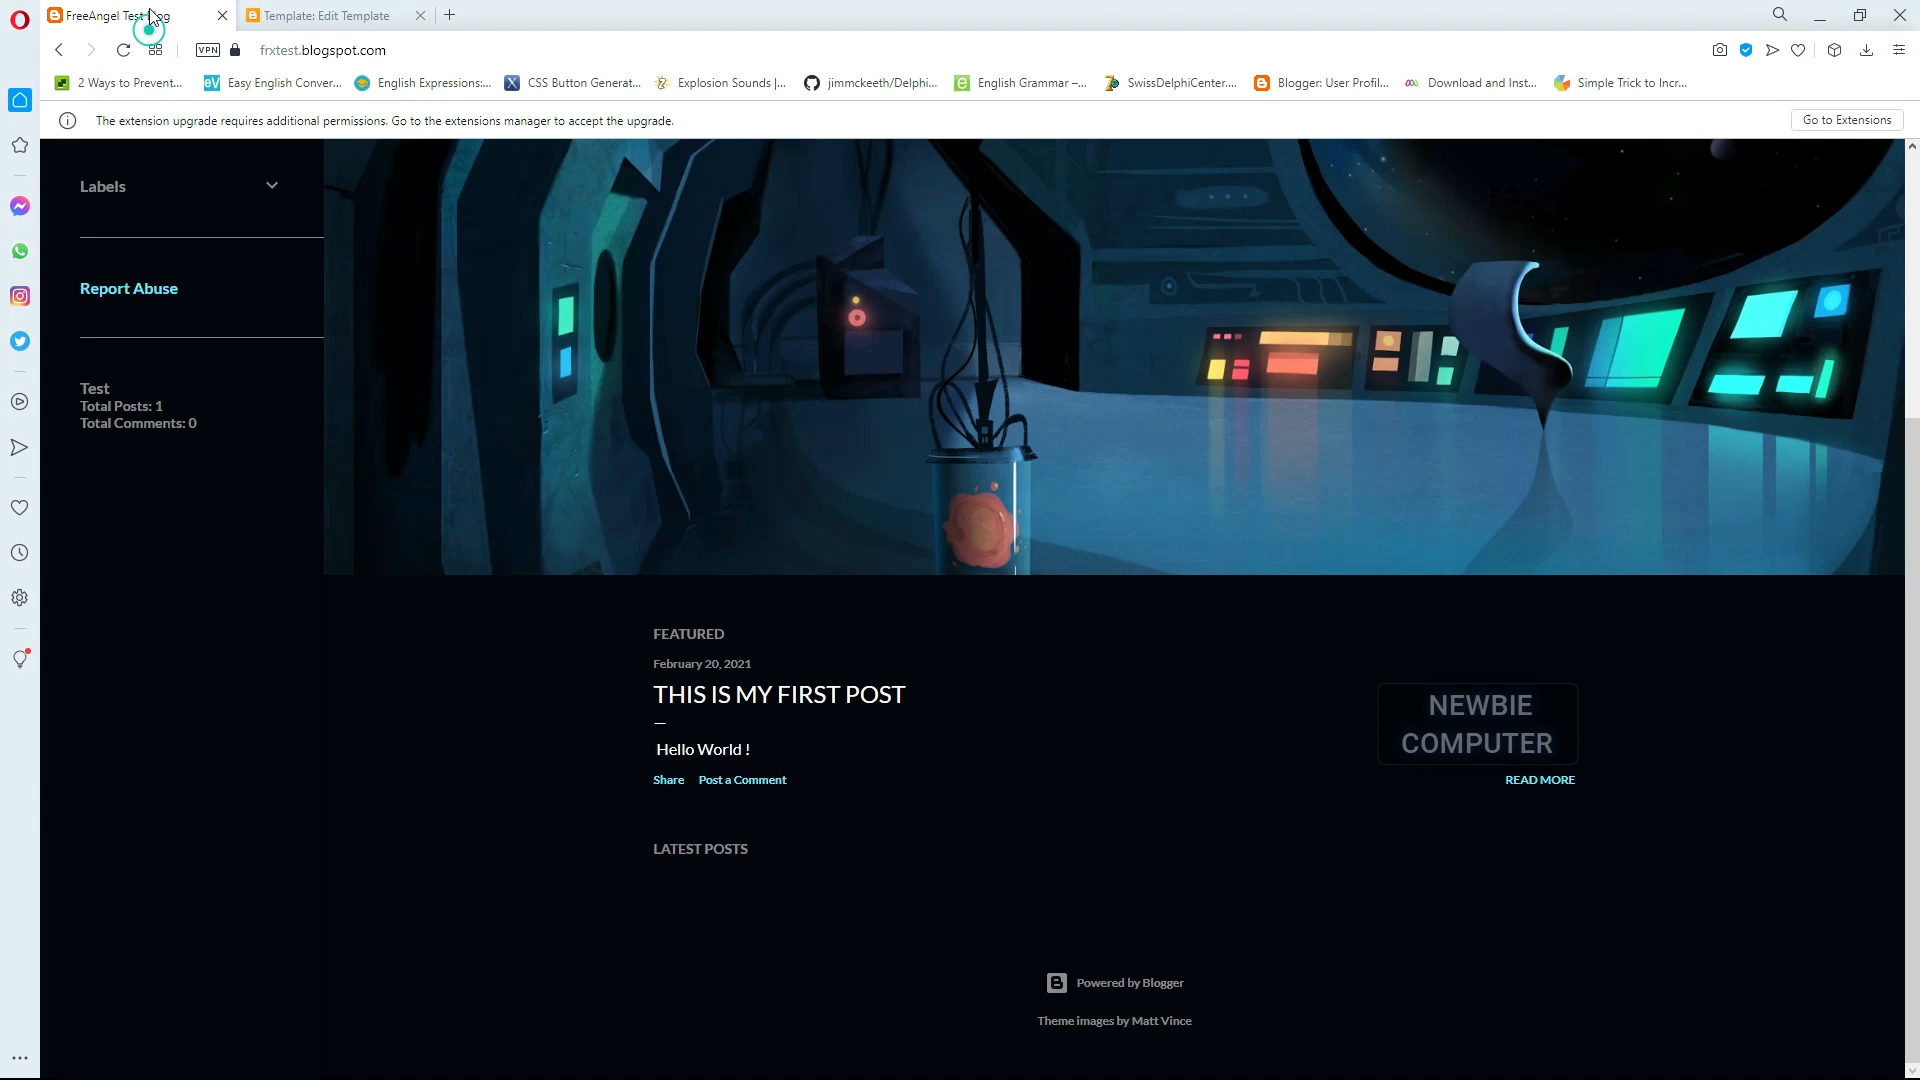 FreeAngel Test Blog
Template: Edit Template
VPN
frxtest.blogspot.com
2 Ways to Prevent...
eV Easy English Conver...
English Expressions:...
X CSS Button Generat...
Explosion Sounds |...
jimmckeeth/Delphi...
English Grammar –...
SwissDelphiCenter....
Blogger: User Profil...
Download and Inst...
Simple Trick to Incr...
The extension upgrade requires additional permissions. Go to the extensions manager to accept the upgrade.
Go to Extensions
Labels
Report Abuse
Test
Total Posts: 1
Total Comments: 0
FEATURED
February 20, 2021
THIS IS MY FIRST POST
Hello World !
Share Post a Comment
NEWBIE
COMPUTER
READ MORE
LATEST POSTS
Powered by Blogger
Theme images by Matt Vince